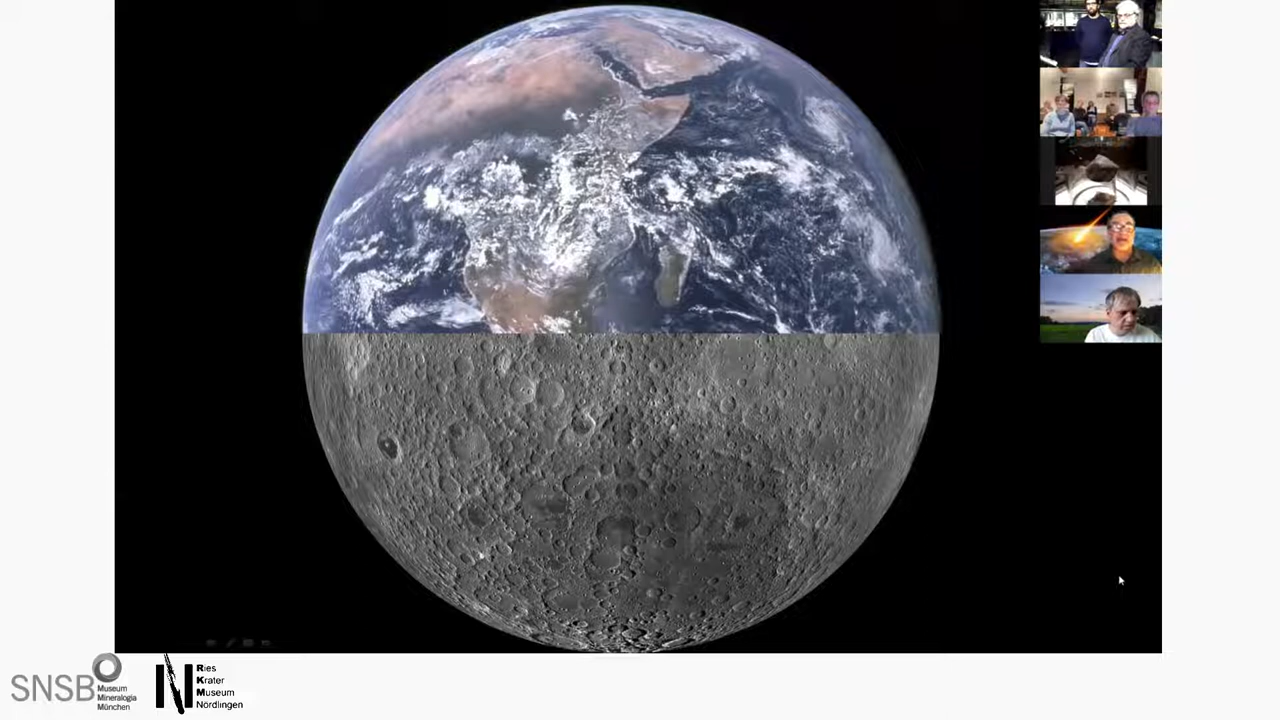 SNSB
Museum
Mineralogia
München
Ries
Krater
Museum
Nördlingen